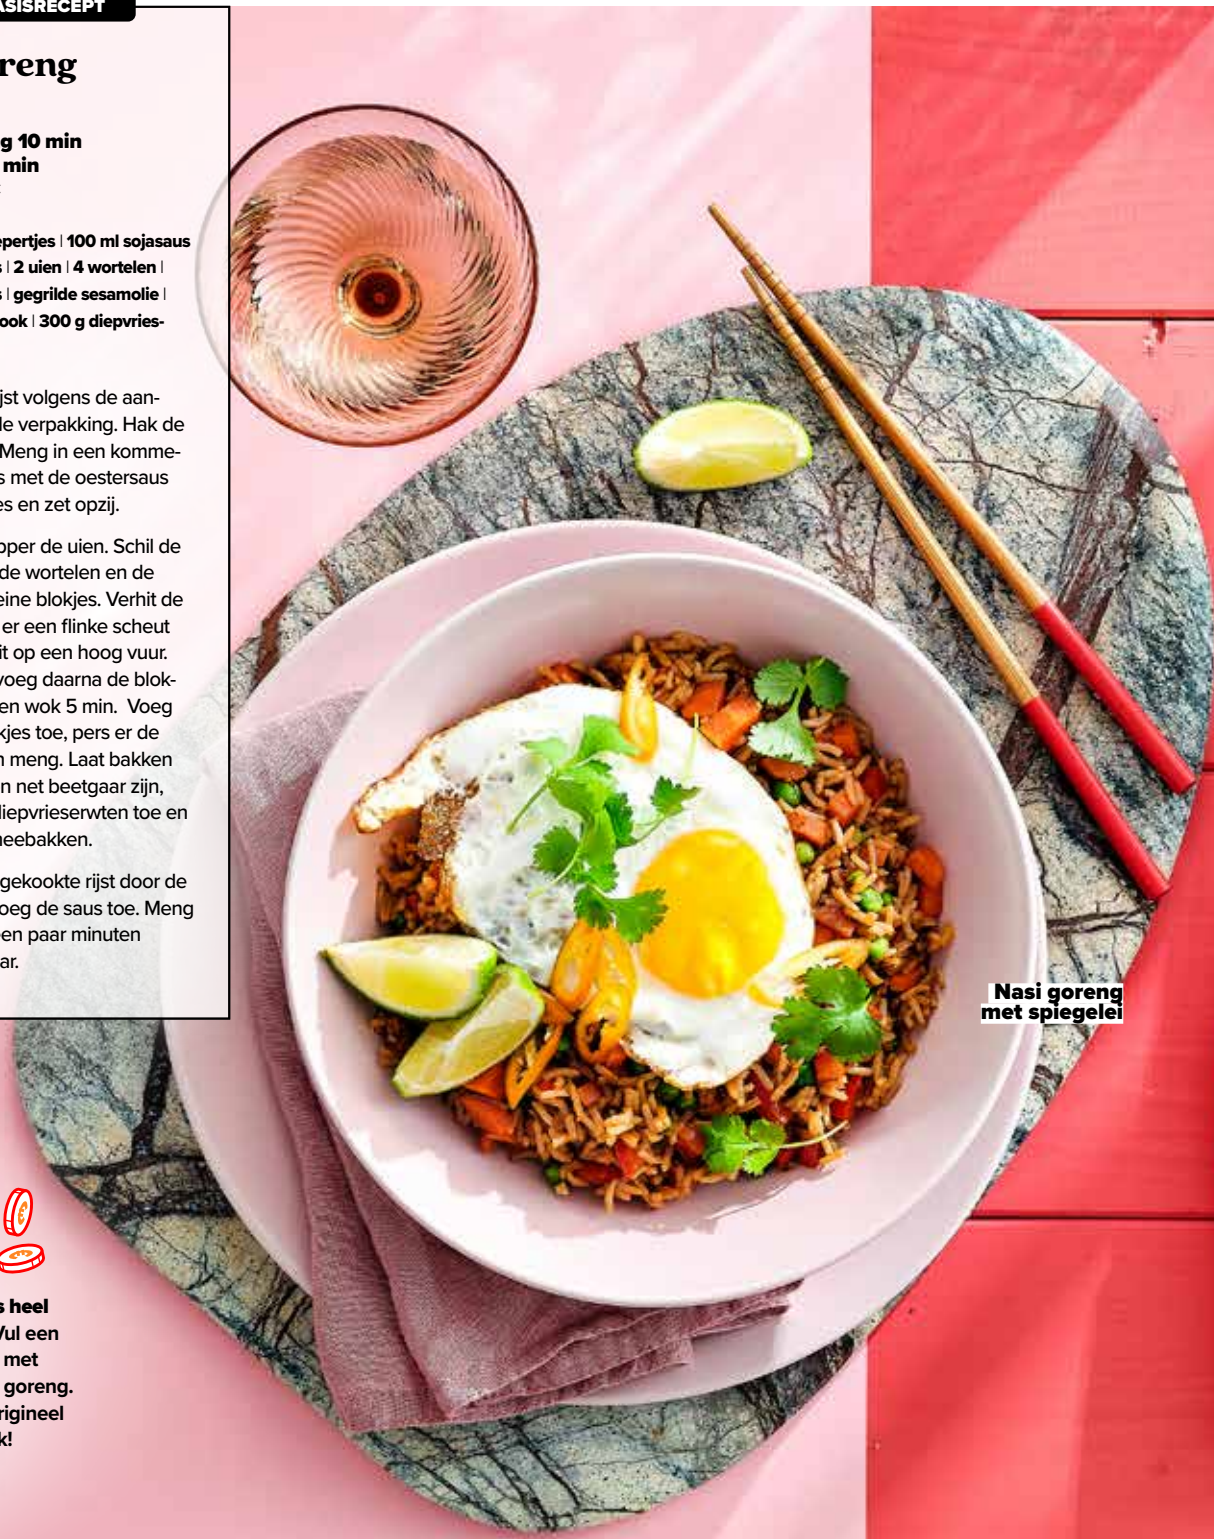 ASISRECEPT
reng
g 10 min
min
pertjes | 100 ml sojasaus
s | 2 uien | 4 wortelen |
s | gegrilde sesamolie |
ook | 300 g diepvries-
ijst volgens de aan-
de verpakking. Hak de
Meng in een komme-
s met de oestersaus
es en zet opzij.
pper de uien. Schil de
de wortelen en de
eine blokjes. Verhit de
er een flinke scheut
it op een hoog vuur.
voeg daarna de blok-
en wok 5 min. Voeg
kjes toe, pers er de
n meng. Laat bakken
n net beetgaar zijn,
diepvrieserwten toe en
meebakken.
gekookte rijst door de
oeg de saus toe. Meng
een paar minuten
ar.
Nasi goreng
met spiegelei
s heel
Vul een
met
goreng.
rigineel
k!